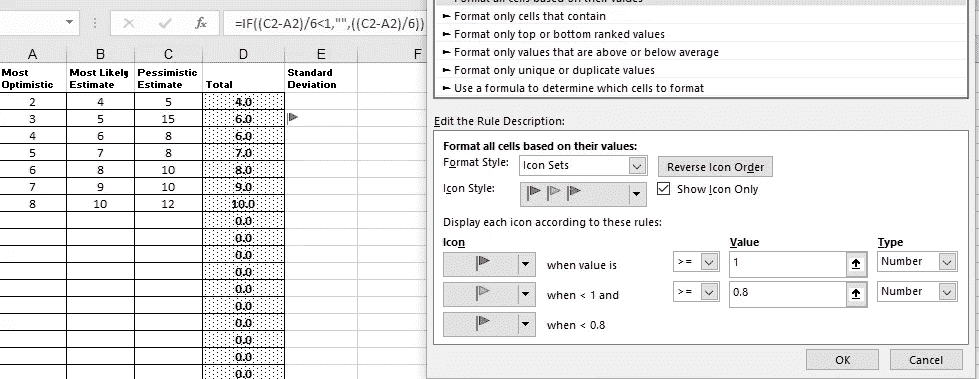 =IF((C2-A2)/6<1,"",((C2-A2)/6))
A B C D E F
Most Optimistic Most Likely Estimate Pessimistic Estimate Total Standard Deviation
2 4 5 4.0
3 5 15 6.0
4 6 8 6.0
5 7 8 7.0
6 8 10 8.0
7 9 10 9.0
8 10 12 10.0
0.0
0.0
0.0
0.0
0.0
0.0
0.0
0.0
0.0
0.0
Format only cells that contain
Format only top or bottom ranked values
Format only values that are above or below average
Format only unique or duplicate values
Use a formula to determine which cells to format
Edit the Rule Description:
Format all cells based on their values:
Format Style: Icon Sets Reverse Icon Order
Icon Style: Show Icon Only
Display each icon according to these rules:
Icon Value Type
when value is >= 1 Number
when < 1 and >= 0.8 Number
when < 0.8
OK Cancel